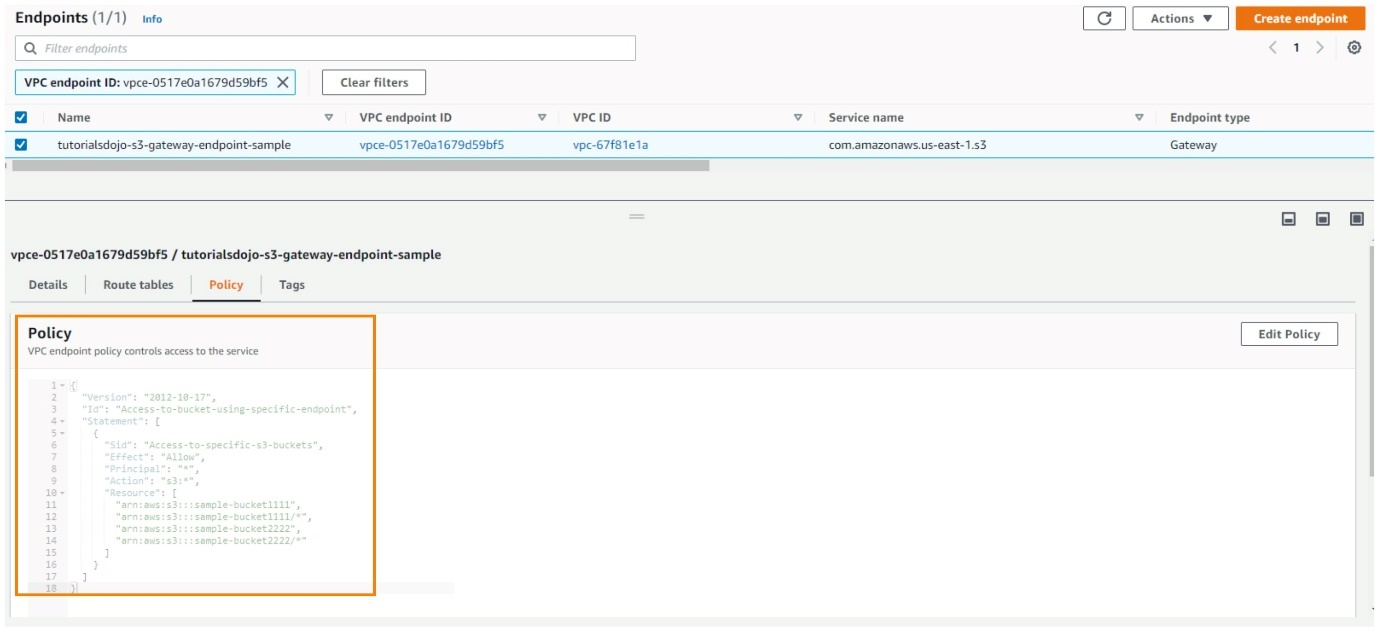 Endpoints (1/1) Info
Actions ▼
Create endpoint
Filter endpoints
1
VPC endpoint ID: vpce-0517e0a1679d59bf5
Clear filters
Name VPC endpoint ID VPC ID Service name Endpoint type
tutorialsdojo-s3-gateway-endpoint-sample vpce-0517e0a1679d59bf5 vpc-67f81e1a com.amazonaws.us-east-1.s3 Gateway
vpce-0517e0a1679d59bf5 / tutorialsdojo-s3-gateway-endpoint-sample
Details Route tables Policy Tags
Policy
Edit Policy
VPC endpoint policy controls access to the service
1 {
2 "Version": "2012-10-17",
3 "Id": "Access-to-bucket-using-specific-endpoint",
4 "Statement": [
5 {
6 "Sid": "Access-to-specific-s3-buckets",
7 "Effect": "Allow",
8 "Principal": "*",
9 "Action": "s3:*",
10 "Resource": [
11 "arn:aws:s3:::sample-bucket1111",
12 "arn:aws:s3:::sample-bucket1111/*",
13 "arn:aws:s3:::sample-bucket2222",
14 "arn:aws:s3:::sample-bucket2222/*"
15 ]
16 }
17 ]
18 }